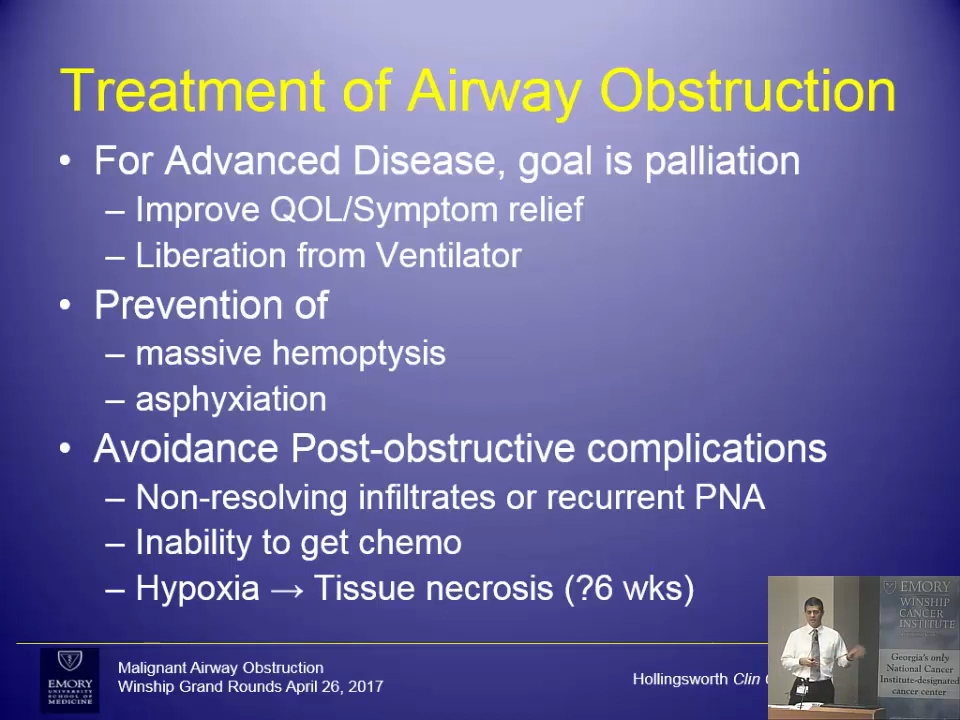 Treatment of Airway Obstruction
• For Advanced Disease, goal is palliation
– Improve QOL/Symptom relief
– Liberation from Ventilator
• Prevention of
– massive hemoptysis
– asphyxiation
• Avoidance Post-obstructive complications
– Non-resolving infiltrates or recurrent PNA
– Inability to get chemo
– Hypoxia → Tissue necrosis (?6 wks)
EMORY
UNIVERSITY
SCHOOL OF
MEDICINE
Malignant Airway Obstruction
Winship Grand Rounds April 26, 2017
Hollingsworth Clin
EMORY
WINSHIP
CANCER
INSTITUTE
Georgia's only
National Cancer
Institute-designated
cancer center